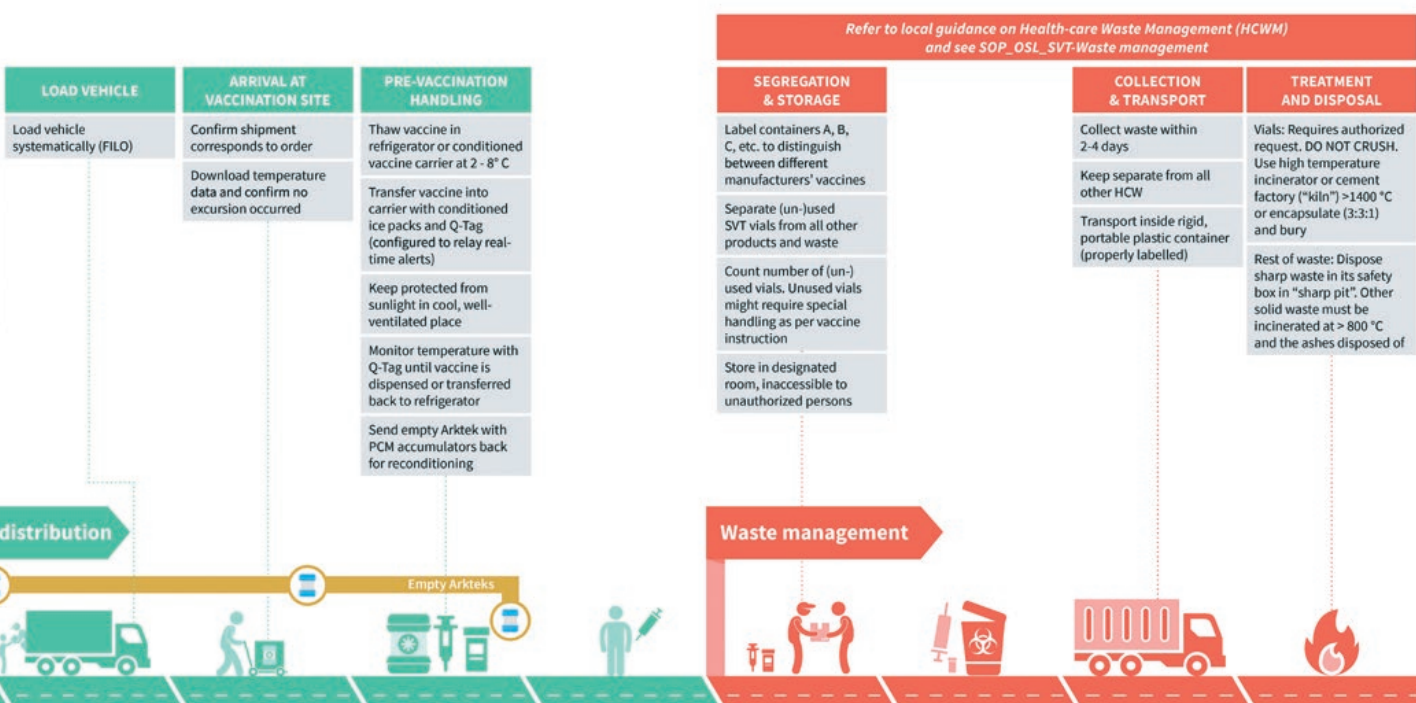 Refer to local guidance on Health-care Waste Management (HCWM)
and see SOP_OSL_SVT-Waste management
LOAD VEHICLE
Load vehicle
systematically (FILO)
ARRIVAL AT
VACCINATION SITE
Confirm shipment
corresponds to order
Download temperature
data and confirm no
excursion occurred
PRE-VACCINATION
HANDLING
Thaw vaccine in
refrigerator or conditioned
vaccine carrier at 2 - 8° C
Transfer vaccine into
carrier with conditioned
ice packs and Q-Tag
(configured to relay real-
time alerts)
Keep protected from
sunlight in cool, well-
ventilated place
Monitor temperature with
Q-Tag until vaccine is
dispensed or transferred
back to refrigerator
Send empty Arktek with
PCM accumulators back
for reconditioning
SEGREGATION
& STORAGE
Label containers A, B,
C, etc. to distinguish
between different
manufacturers' vaccines
Separate (un-)used
SVT vials from all other
products and waste
Count number of (un-)
used vials. Unused vials
might require special
handling as per vaccine
instruction
Store in designated
room, inaccessible to
unauthorized persons
COLLECTION
& TRANSPORT
Collect waste within
2-4 days
Keep separate from all
other HCW
Transport inside rigid,
portable plastic container
(properly labelled)
TREATMENT
AND DISPOSAL
Vials: Requires authorized
request. DO NOT CRUSH.
Use high temperature
incinerator or cement
factory ("kiln") >1400 °C
or encapsulate (3:3:1)
and bury
Rest of waste: Dispose
sharp waste in its safety
box in "sharp pit". Other
solid waste must be
incinerated at > 800 °C
and the ashes disposed of
distribution
Waste management
Empty Arkteks